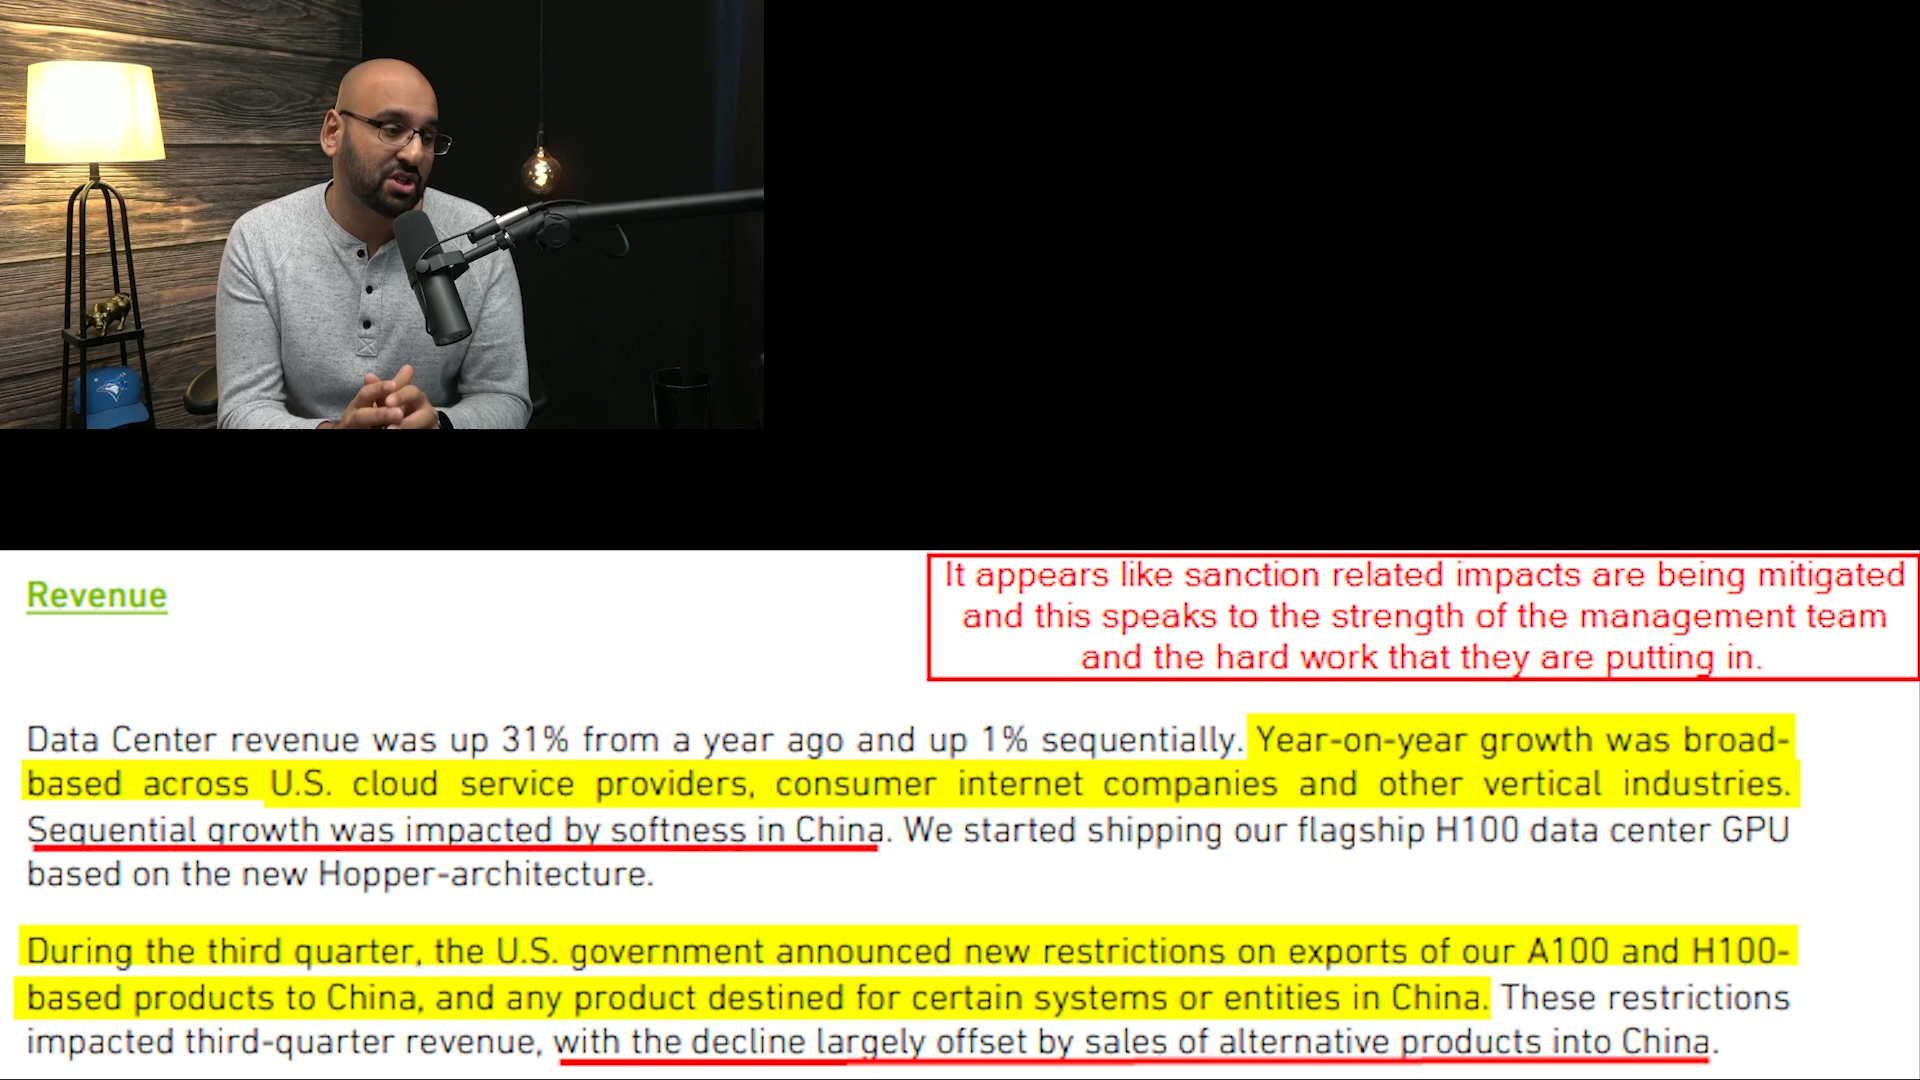 Revenue
It appears like sanction related impacts are being mitigated
and this speaks to the strength of the management team
and the hard work that they are putting in.
Data Center revenue was up 31% from a year ago and up 1% sequentially. Year-on-year growth was broad-
based across U.S. cloud service providers, consumer internet companies and other vertical industries.
Sequential growth was impacted by softness in China. We started shipping our flagship H100 data center GPU
based on the new Hopper-architecture.
During the third quarter, the U.S. government announced new restrictions on exports of our A100 and H100-
based products to China, and any product destined for certain systems or entities in China. These restrictions
impacted third-quarter revenue, with the decline largely offset by sales of alternative products into China.